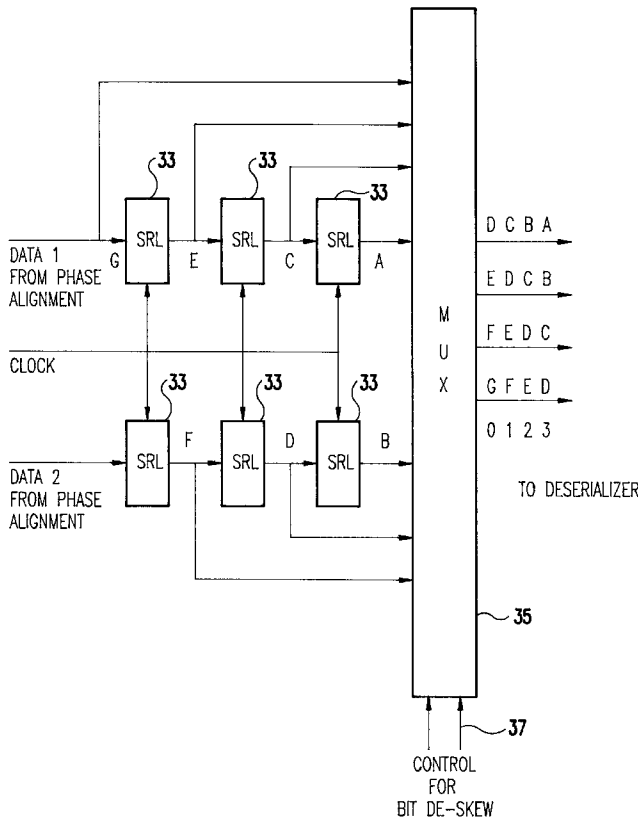 33 33 33
SRL SRL SRL
DATA 1
FROM PHASE
ALIGNMENT
G E C A
D C B A
E D C B
M
U
X
F E D C
CLOCK
33 33 33
G F E D
0 1 2 3
SRL SRL SRL
F D B
DATA 2
FROM PHASE
ALIGNMENT
TO DESERIALIZER
35
37
CONTROL
FOR
BIT DE-SKEW